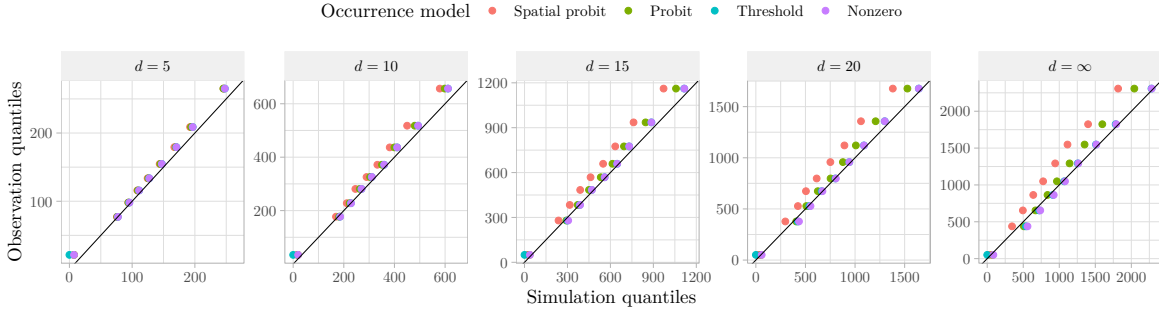 Occurrence model Spatial probit Probit Threshold Nonzero
d = 5 d = 10 d = 15 d = 20 d = ∞
Observation quantiles
100 200
200 400 600
0 300 600 900 1200
0 500 1000 1500
0 500 1000 1500 2000
0 100 200
0 200 400 600
0 300 600 900 1200
0 500 1000 1500
0 500 1000 1500 2000
Simulation quantiles